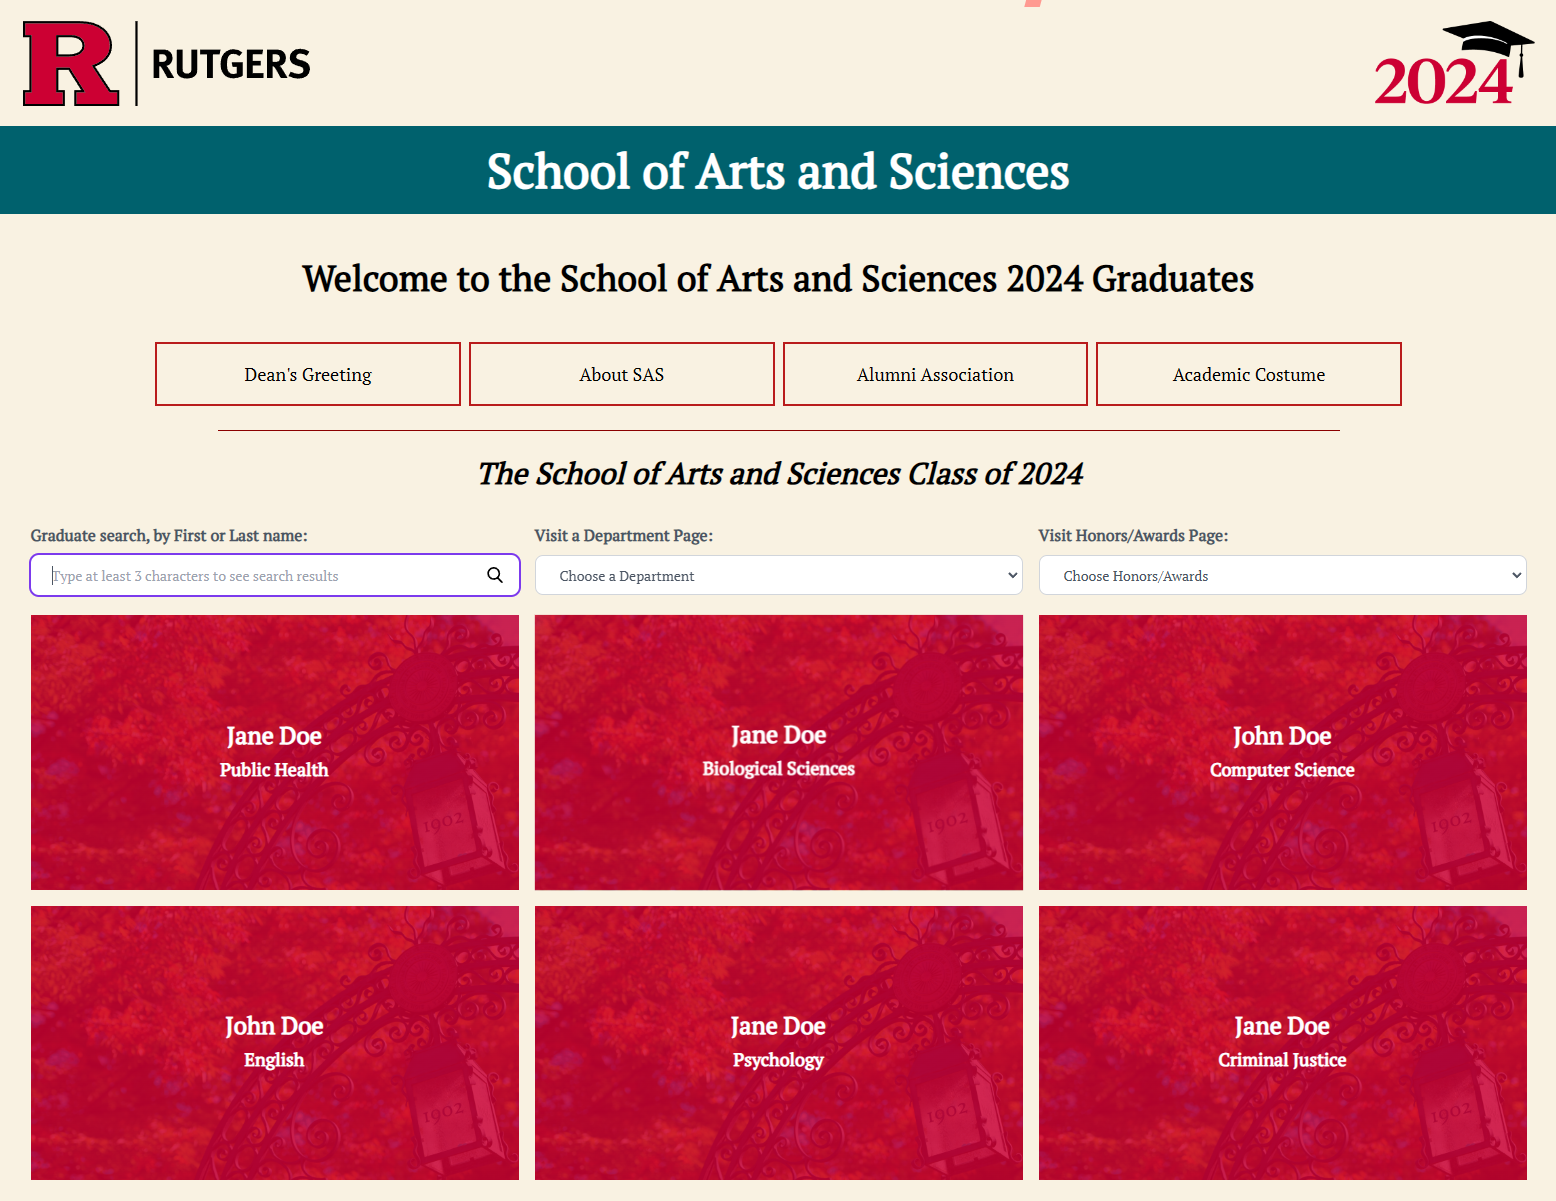 R RUTGERS
2024
School of Arts and Sciences
Welcome to the School of Arts and Sciences 2024 Graduates
Dean's Greeting
About SAS
Alumni Association
Academic Costume
The School of Arts and Sciences Class of 2024
Graduate search, by First or Last name:
Type at least 3 characters to see search results
Visit a Department Page:
Choose a Department
Visit Honors/Awards Page:
Choose Honors/Awards
Jane Doe
Public Health
1902
Jane Doe
Biological Sciences
1902
John Doe
Computer Science
1902
John Doe
English
1902
Jane Doe
Psychology
1902
Jane Doe
Criminal Justice
1902